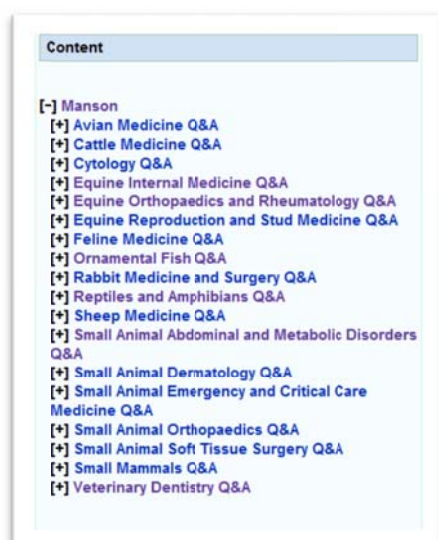 Content
[-] Manson
[+] Avian Medicine Q&A
[+] Cattle Medicine Q&A
[+] Cytology Q&A
[+] Equine Internal Medicine Q&A
[+] Equine Orthopaedics and Rheumatology Q&A
[+] Equine Reproduction and Stud Medicine Q&A
[+] Feline Medicine Q&A
[+] Ornamental Fish Q&A
[+] Rabbit Medicine and Surgery Q&A
[+] Reptiles and Amphibians Q&A
[+] Sheep Medicine Q&A
[+] Small Animal Abdominal and Metabolic Disorders
Q&A
[+] Small Animal Dermatology Q&A
[+] Small Animal Emergency and Critical Care
Medicine Q&A
[+] Small Animal Orthopaedics Q&A
[+] Small Animal Soft Tissue Surgery Q&A
[+] Small Mammals Q&A
[+] Veterinary Dentistry Q&A